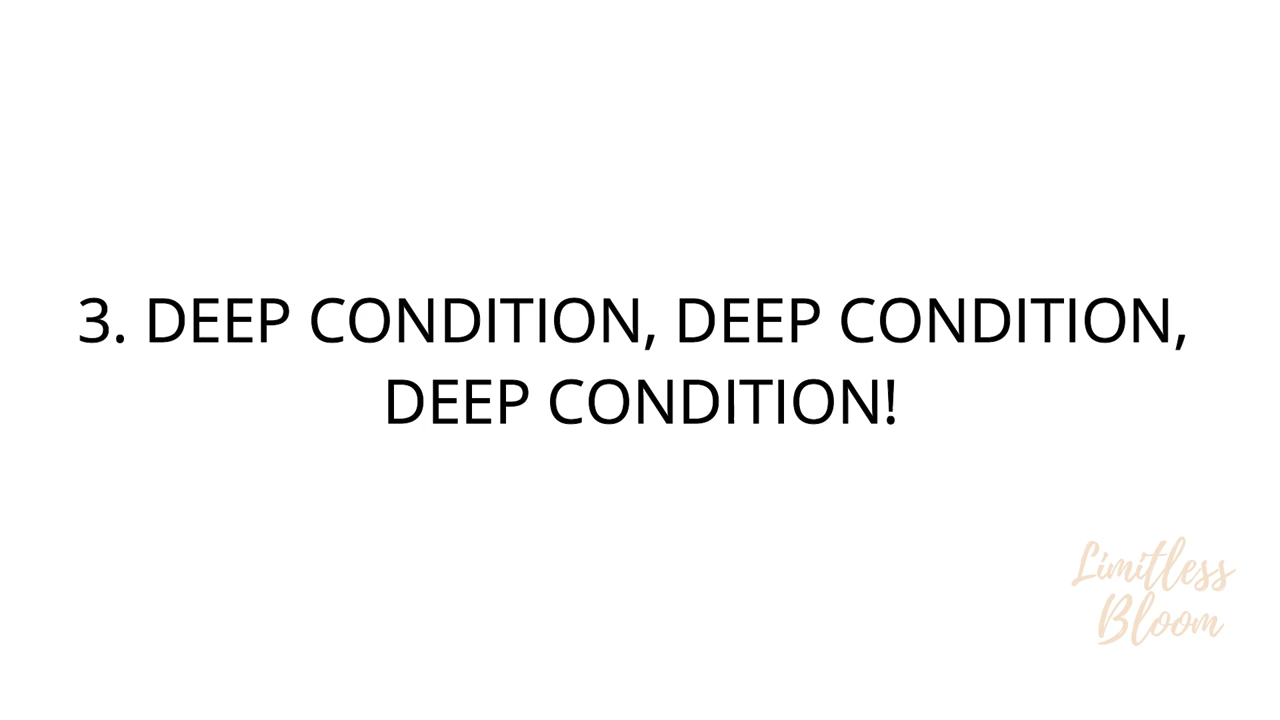 3. DEEP CONDITION, DEEP CONDITION,
DEEP CONDITION!
Limitless
Bloom